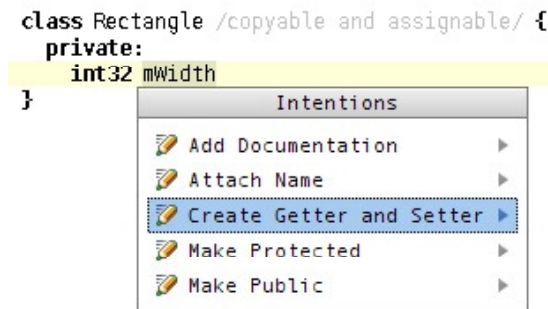 class Rectangle /copyable and assignable/ {
private:
int32 mWidth
}
Intentions
Add Documentation
Attach Name
Create Getter and Setter
Make Protected
Make Public